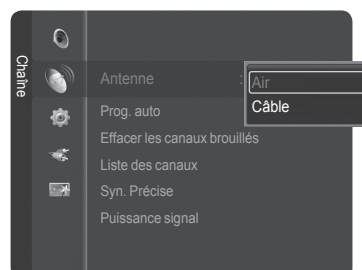 Chaîne
Antenne : Air
Câble
Prog. auto
Effacer les canaux brouillés
Liste des canaux
Syn. Précise
Puissance signal